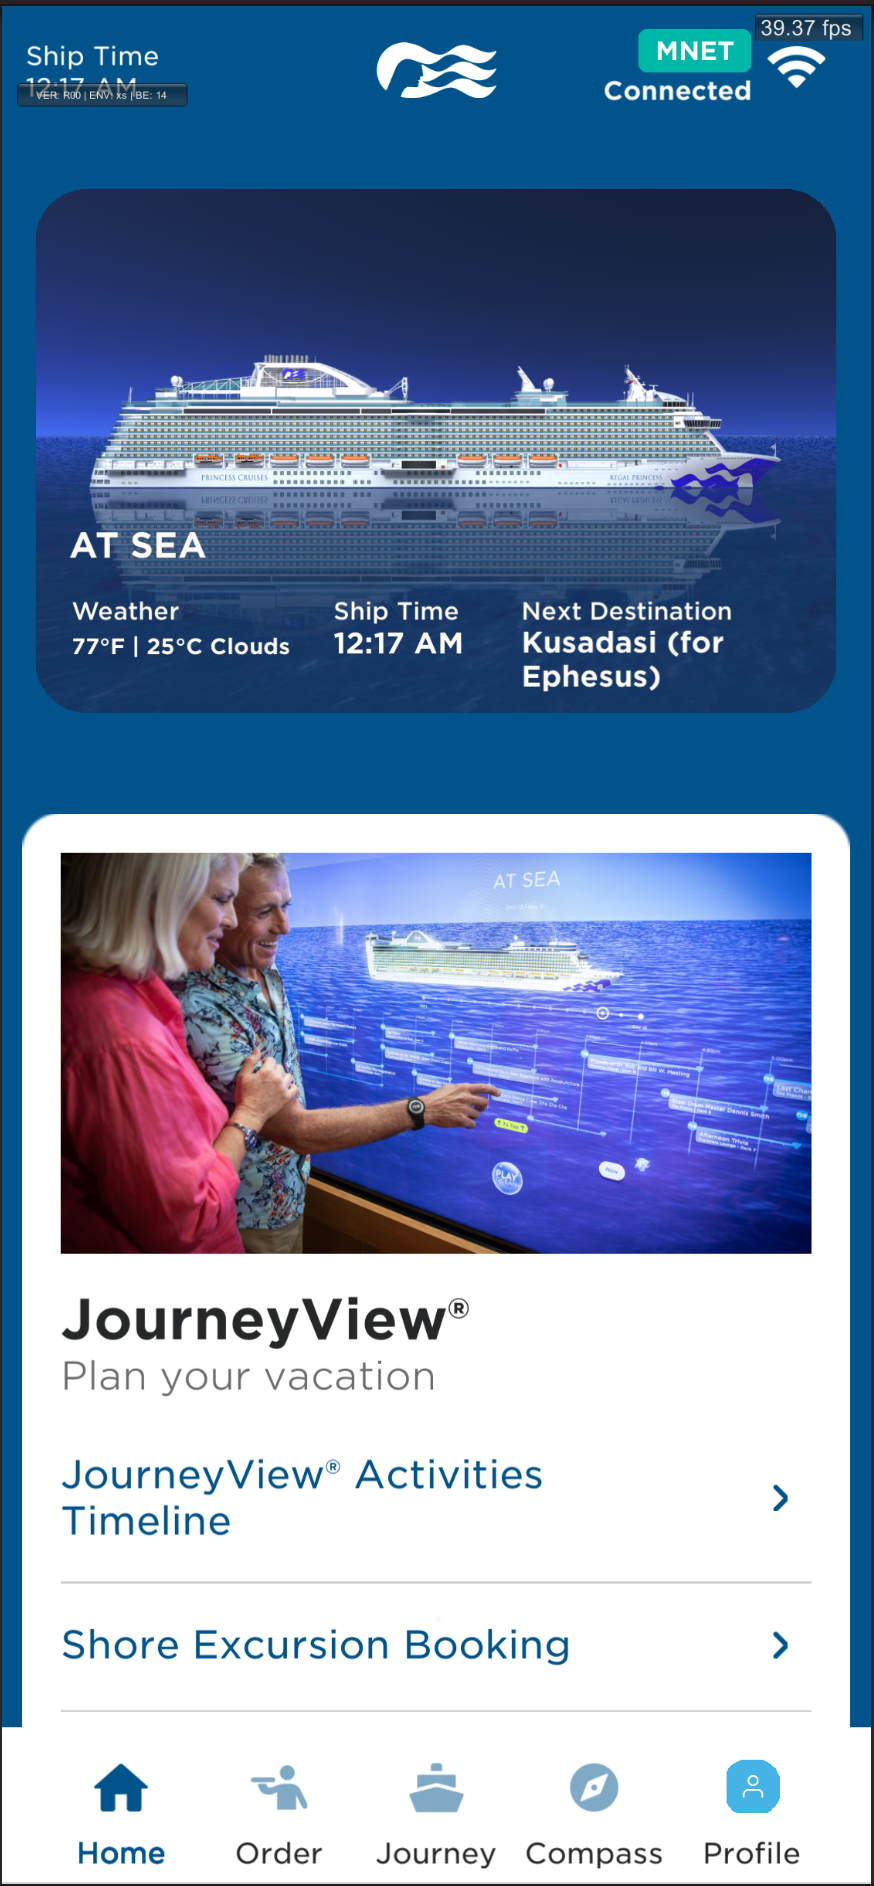 39.37 fps
Ship Time
12:17 AM
VER: R00 | ENV: xs | BE: 14
MNET
Connected
PRINCESS CRUISES
REGAL PRINCESS
AT SEA
Weather
77°F | 25°C Clouds
Ship Time
12:17 AM
Next Destination
Kusadasi (for
Ephesus)
AT SEA
Afternoon Trivia
PLAY
JourneyView®
Plan your vacation
JourneyView® Activities
Timeline
Shore Excursion Booking
Home
Order
Journey
Compass
Profile